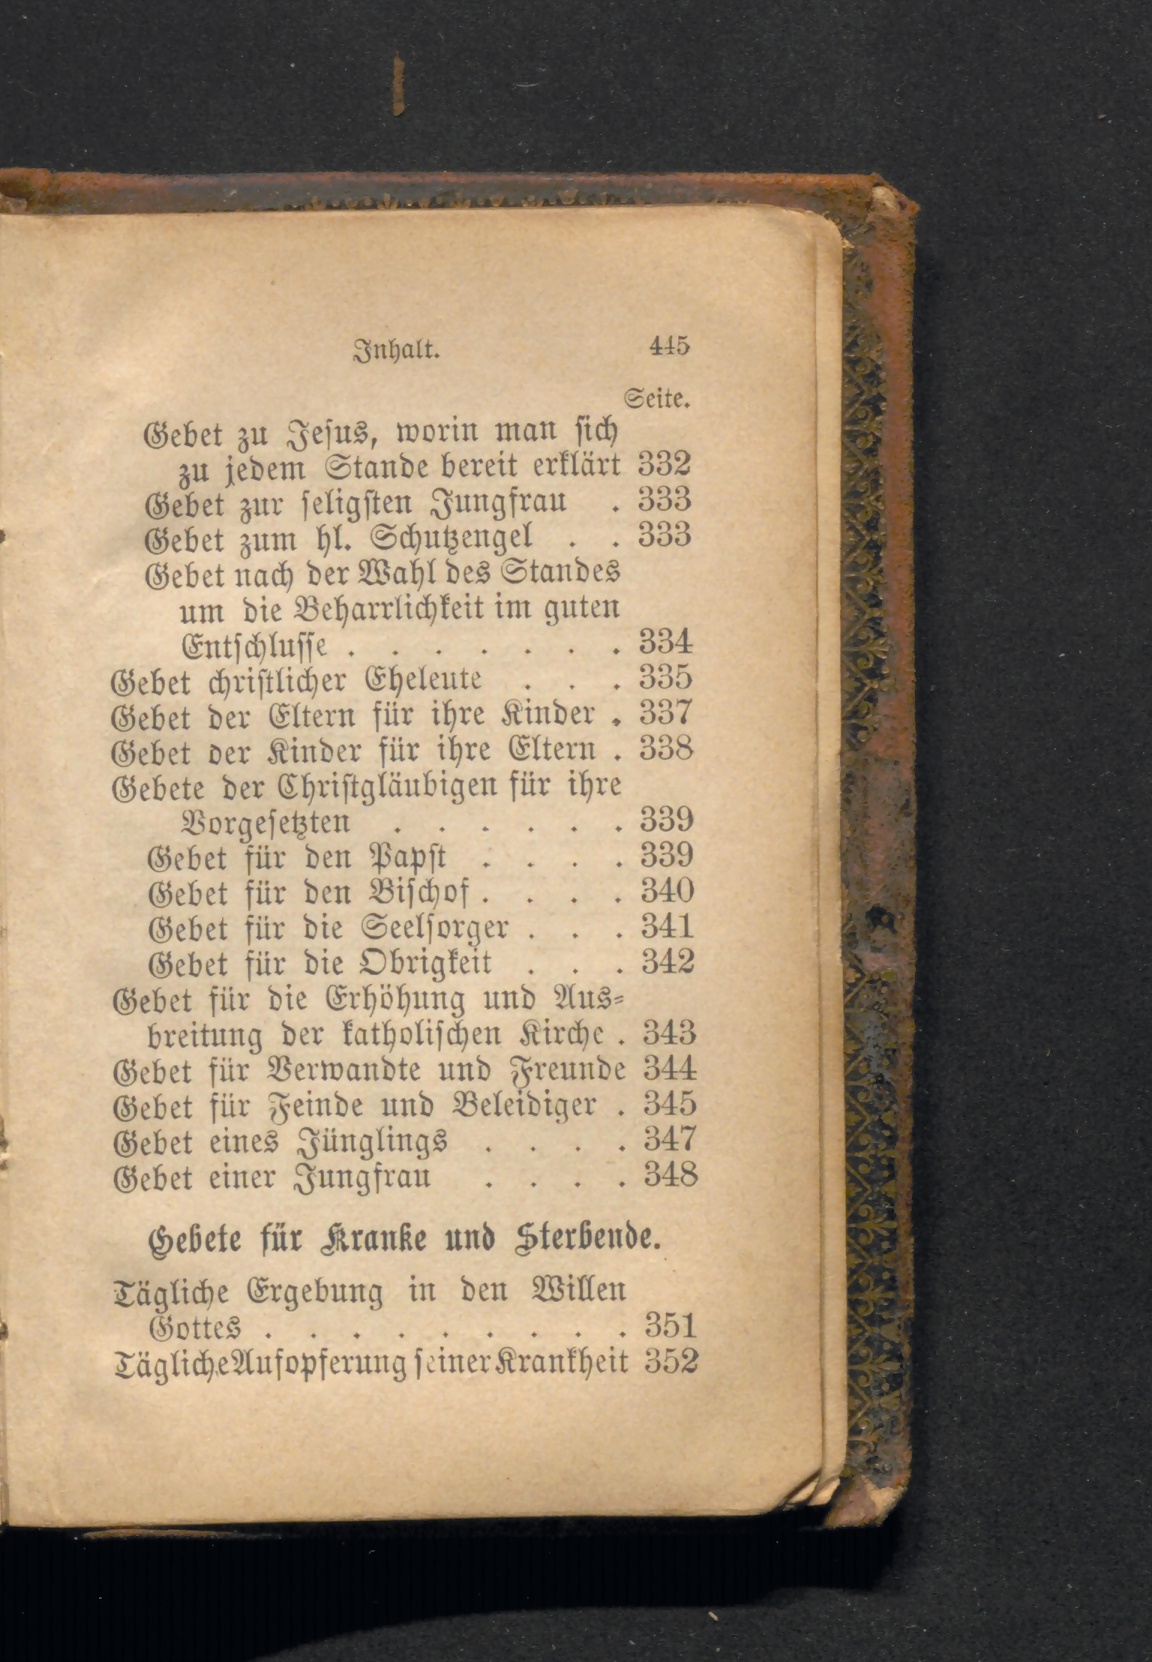 Inhalt. 445
Seite.
Gebet zu Jesus, worin man sich
zu jedem Stande bereit erklärt 332
Gebet zur seligsten Jungfrau . 333
Gebet zum hl. Schutzengel . . 333
Gebet nach der Wahl des Standes
um die Beharrlichkeit im guten
Entschlusse . . . . . . . 334
Gebet christlicher Eheleute . . . 335
Gebet der Eltern für ihre Kinder . 337
Gebet der Kinder für ihre Eltern . 338
Gebete der Christgläubigen für ihre
Vorgesetzten . . . . . . 339
Gebet für den Papst . . . . 339
Gebet für den Bischof . . . . 340
Gebet für die Seelsorger . . . 341
Gebet für die Obrigkeit . . . 342
Gebet für die Erhöhung und Aus-
breitung der katholischen Kirche . 343
Gebet für Verwandte und Freunde 344
Gebet für Feinde und Beleidiger . 345
Gebet eines Jünglings . . . . 347
Gebet einer Jungfrau . . . . 348
Gebete für Kranke und Sterbende.
Tägliche Ergebung in den Willen
Gottes . . . . . . . . . 351
Tägliche Aufopferung seiner Krankheit 352